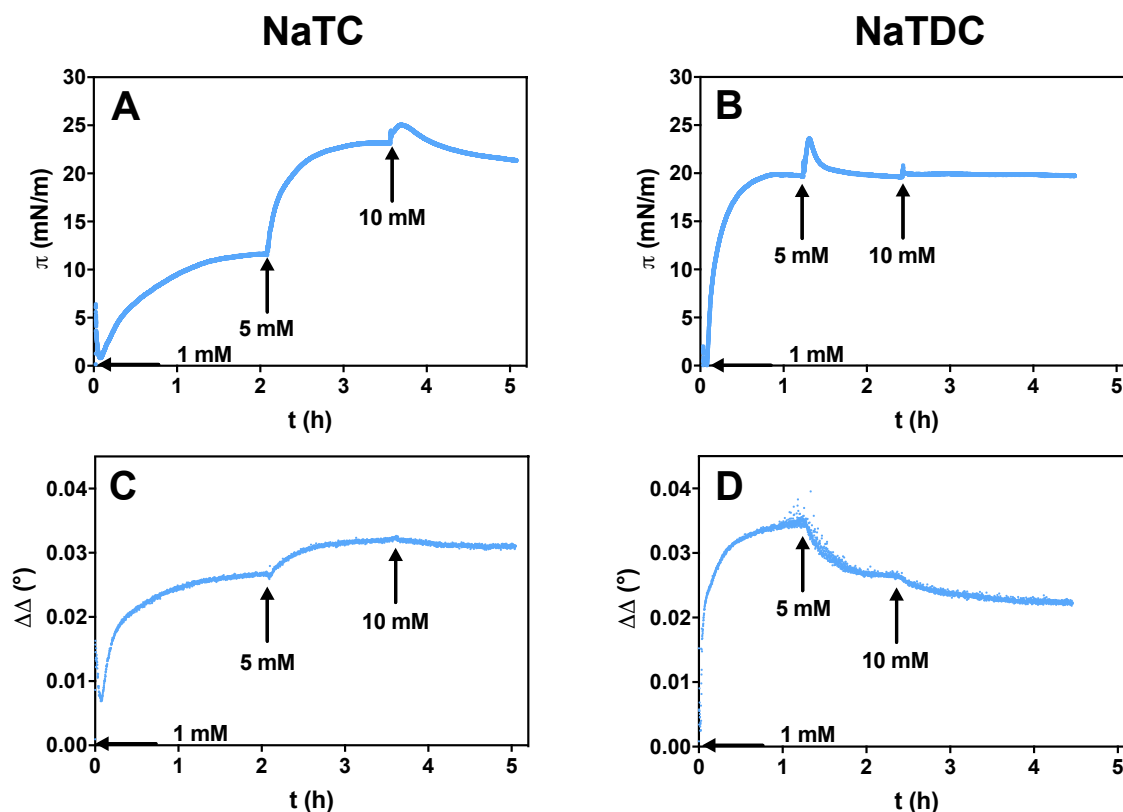 NaTC
NaTDC
A
π (mN/m)
30
25
20
15
10
5
0
0 1 2 3 4 5
t (h)
1 mM
5 mM
10 mM
B
π (mN/m)
30
25
20
15
10
5
0
0 1 2 3 4 5
t (h)
1 mM
5 mM
10 mM
C
ΔΔ (°)
0.04
0.03
0.02
0.01
0.00
0 1 2 3 4 5
t (h)
1 mM
5 mM
10 mM
D
ΔΔ (°)
0.04
0.03
0.02
0.01
0.00
0 1 2 3 4 5
t (h)
1 mM
5 mM
10 mM